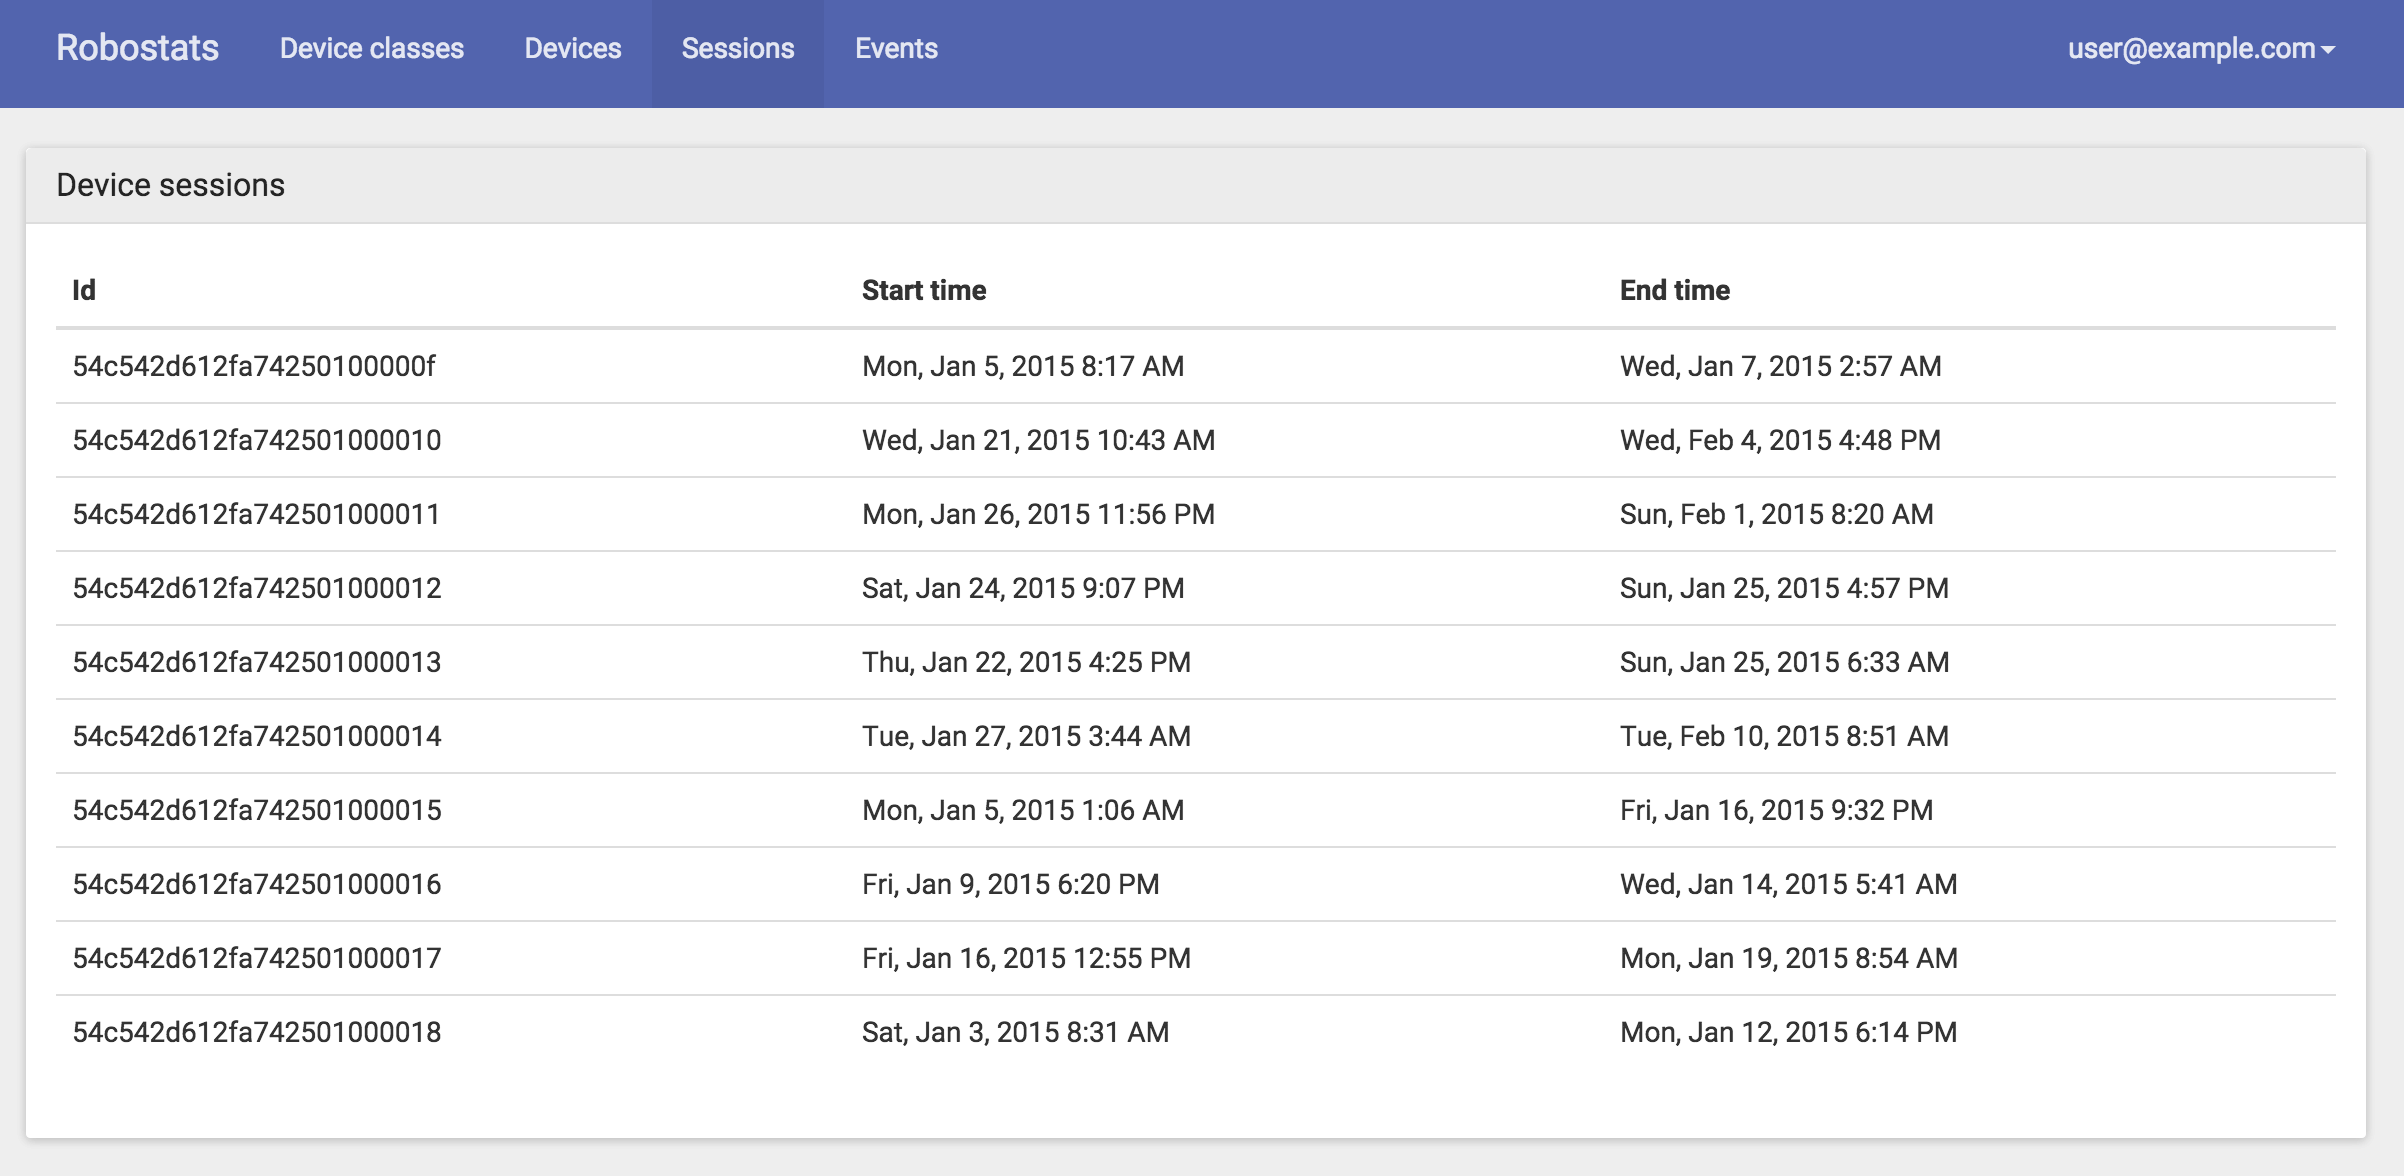 Robostats Device classes Devices Sessions Events user@example.com
Device sessions
Id Start time End time
54c542d612fa74250100000f Mon, Jan 5, 2015 8:17 AM Wed, Jan 7, 2015 2:57 AM
54c542d612fa742501000010 Wed, Jan 21, 2015 10:43 AM Wed, Feb 4, 2015 4:48 PM
54c542d612fa742501000011 Mon, Jan 26, 2015 11:56 PM Sun, Feb 1, 2015 8:20 AM
54c542d612fa742501000012 Sat, Jan 24, 2015 9:07 PM Sun, Jan 25, 2015 4:57 PM
54c542d612fa742501000013 Thu, Jan 22, 2015 4:25 PM Sun, Jan 25, 2015 6:33 AM
54c542d612fa742501000014 Tue, Jan 27, 2015 3:44 AM Tue, Feb 10, 2015 8:51 AM
54c542d612fa742501000015 Mon, Jan 5, 2015 1:06 AM Fri, Jan 16, 2015 9:32 PM
54c542d612fa742501000016 Fri, Jan 9, 2015 6:20 PM Wed, Jan 14, 2015 5:41 AM
54c542d612fa742501000017 Fri, Jan 16, 2015 12:55 PM Mon, Jan 19, 2015 8:54 AM
54c542d612fa742501000018 Sat, Jan 3, 2015 8:31 AM Mon, Jan 12, 2015 6:14 PM